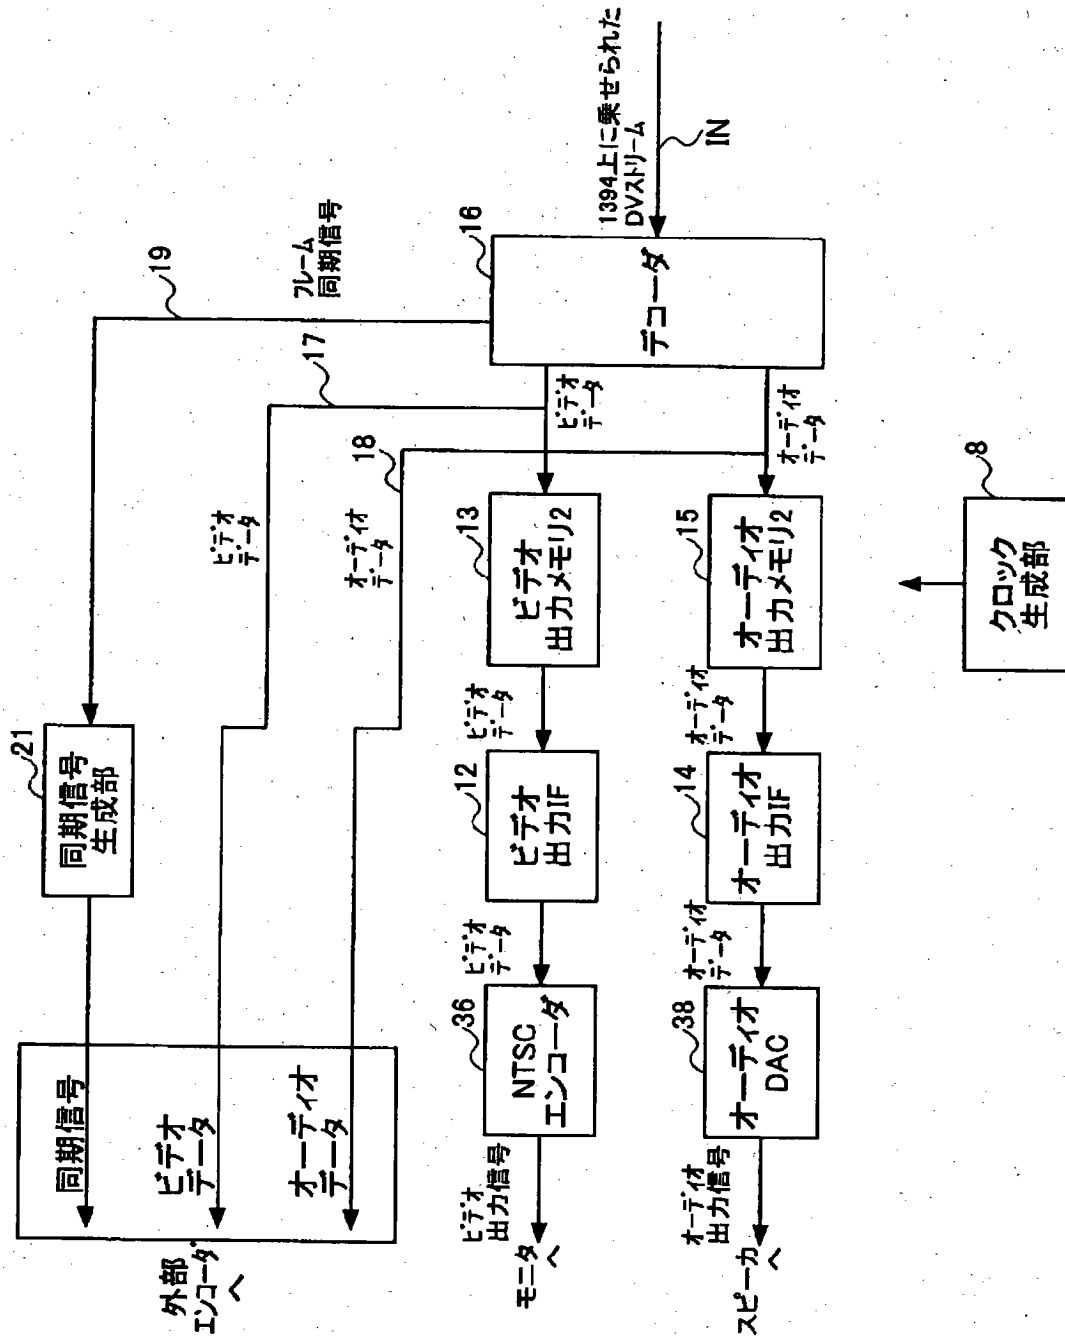 1394上に乗せられた
DVストリーム
IN
デコーダ
16
フレーム
同期信号
19
17
18
ビデオ
データ
オーディオ
データ
ビデオ
データ
オーディオ
データ
13
ビデオ
出力メモリ2
15
オーディオ
出力メモリ2
8
クロック
生成部
21
同期信号
生成部
ビデオ
データ
オーディオ
データ
12
ビデオ
出力IF
14
オーディオ
出力IF
ビデオ
データ
オーディオ
データ
36
NTSC
エンコーダ
38
オーディオ
DAC
同期信号
ビデオ
データ
オーディオ
データ
外部
エンコーダ
へ
ビデオ
出力信号
モニタ
へ
オーディオ
出力信号
スピーカ
へ